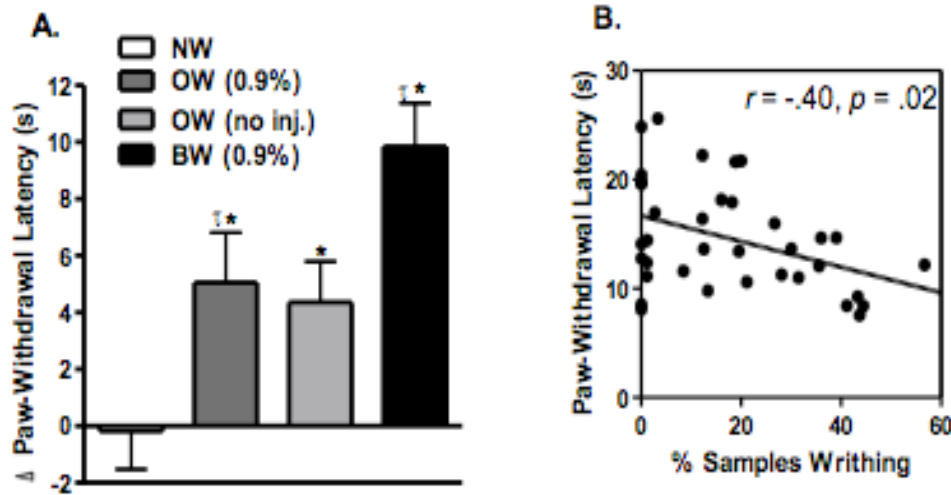 A.
NW
OW (0.9%)
OW (no inj.)
BW (0.9%)
Δ Paw-Withdrawal Latency (s)
12
10
8
6
4
2
0
-2
τ*
*
τ*
B.
r = -.40, p = .02
Paw-Withdrawal Latency (s)
30
20
10
0
0 20 40 60
% Samples Writhing